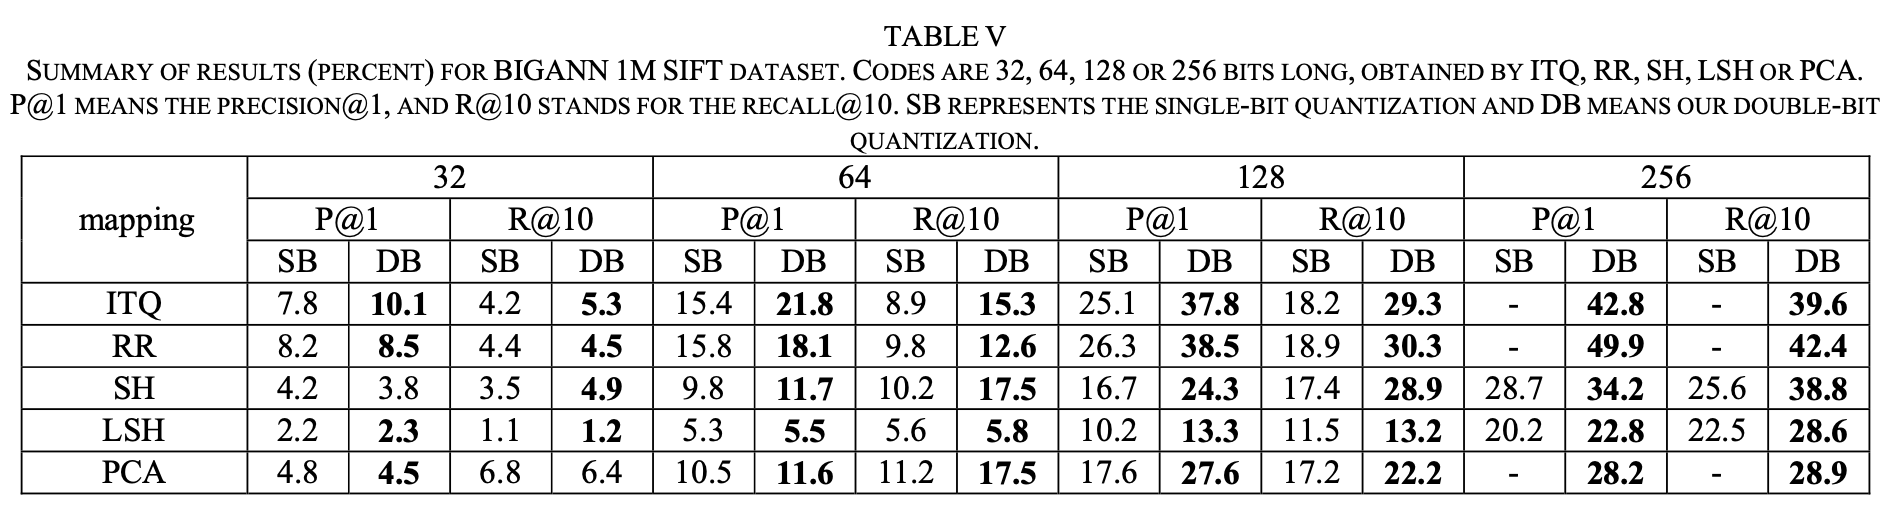 TABLE V
SUMMARY OF RESULTS (PERCENT) FOR BIGANN 1M SIFT DATASET. CODES ARE 32, 64, 128 OR 256 BITS LONG, OBTAINED BY ITQ, RR, SH, LSH OR PCA.
P@1 MEANS THE PRECISION@1, AND R@10 STANDS FOR THE RECALL@10. SB REPRESENTS THE SINGLE-BIT QUANTIZATION AND DB MEANS OUR DOUBLE-BIT
QUANTIZATION.
mapping 32 64 128 256
P@1 R@10 P@1 R@10 P@1 R@10 P@1 R@10
SB DB SB DB SB DB SB DB SB DB SB DB SB DB SB DB
ITQ 7.8 10.1 4.2 5.3 15.4 21.8 8.9 15.3 25.1 37.8 18.2 29.3 - 42.8 - 39.6
RR 8.2 8.5 4.4 4.5 15.8 18.1 9.8 12.6 26.3 38.5 18.9 30.3 - 49.9 - 42.4
SH 4.2 3.8 3.5 4.9 9.8 11.7 10.2 17.5 16.7 24.3 17.4 28.9 28.7 34.2 25.6 38.8
LSH 2.2 2.3 1.1 1.2 5.3 5.5 5.6 5.8 10.2 13.3 11.5 13.2 20.2 22.8 22.5 28.6
PCA 4.8 4.5 6.8 6.4 10.5 11.6 11.2 17.5 17.6 27.6 17.2 22.2 - 28.2 - 28.9